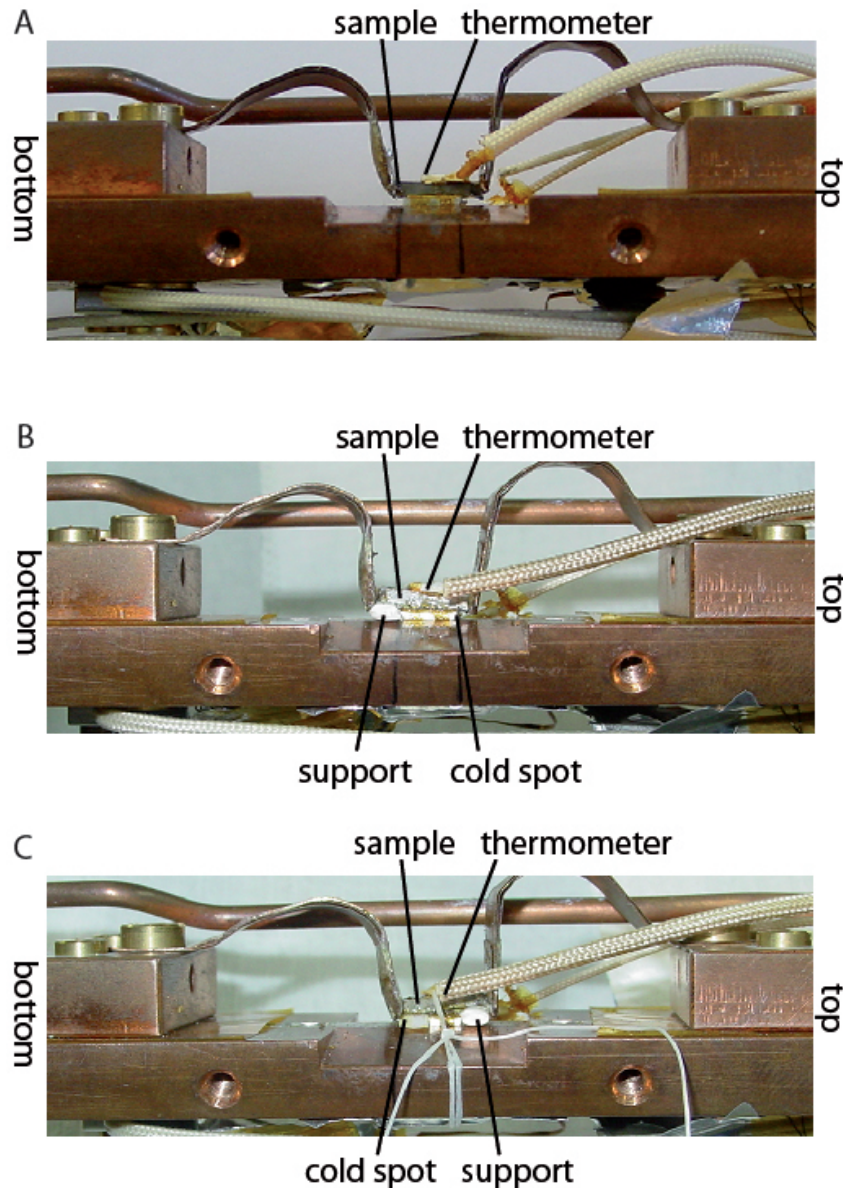 A
sample thermometer
bottom
top
B
sample thermometer
bottom
top
support cold spot
C
sample thermometer
bottom
top
cold spot support